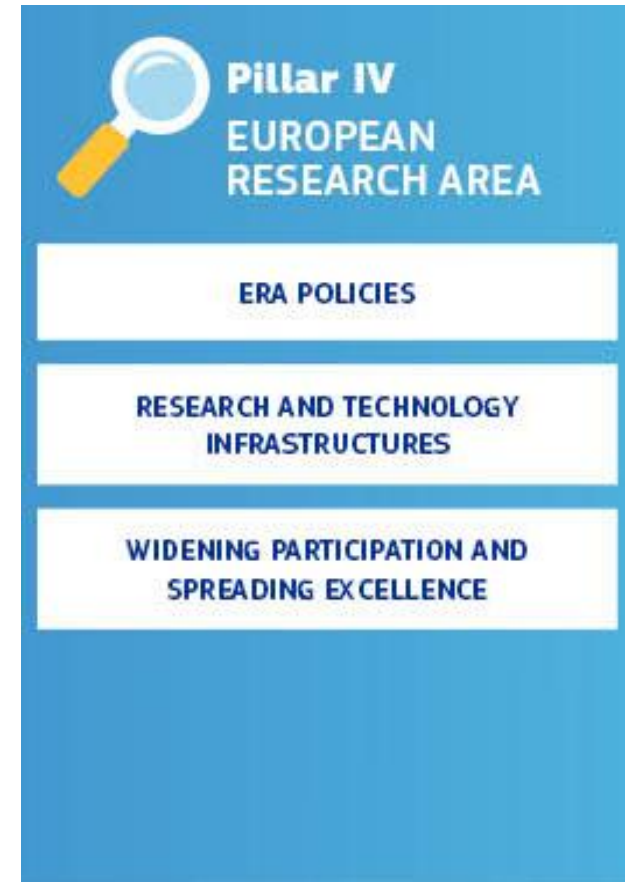 Pillar IV
EUROPEAN
RESEARCH AREA
ERA POLICIES
RESEARCH AND TECHNOLOGY
INFRASTRUCTURES
WIDENING PARTICIPATION AND
SPREADING EXCELLENCE